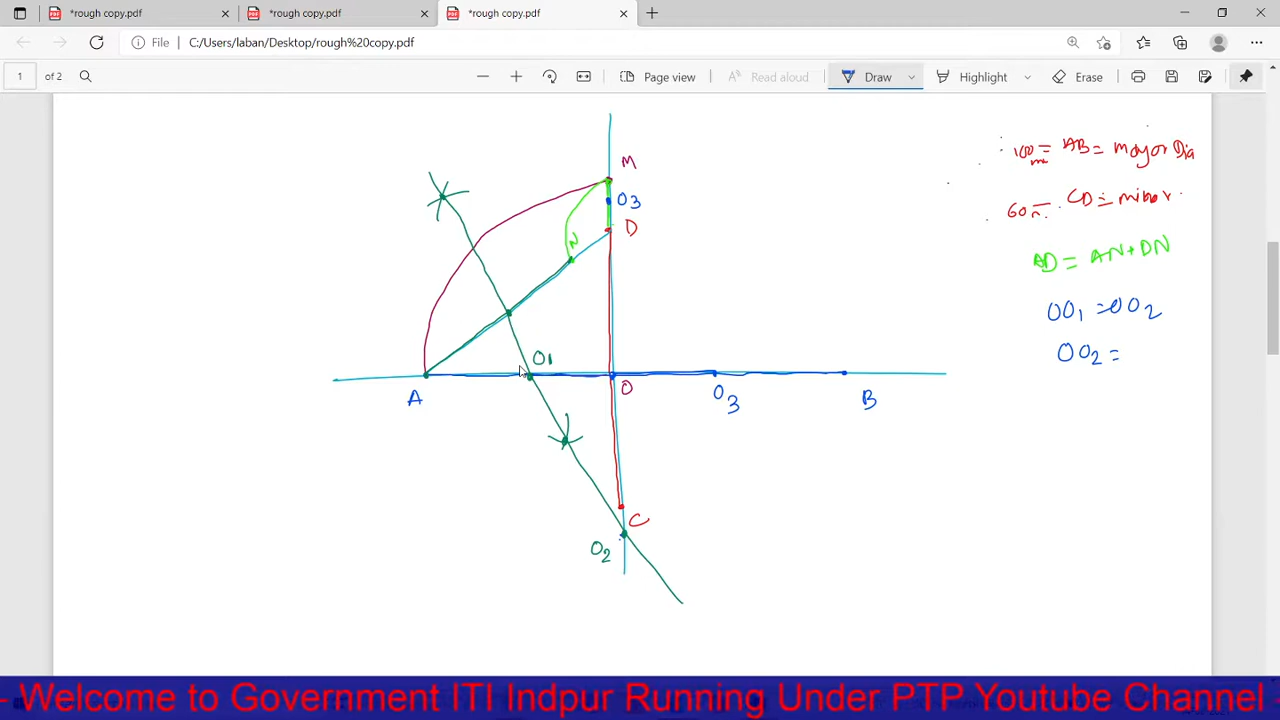 *rough copy.pdf
*rough copy.pdf
*rough copy.pdf
File C:/Users/laban/Desktop/rough%20copy.pdf
1 of 2
Page view
Read aloud
Draw
Highlight
Erase
M
O3
D
N
O1
A
O
O3
B
C
O2
100 = AB = major Dia
60 = CD = minor
AD = AN + DN
OO1 = OO2
OO2 =
- Welcome to Government ITI Indpur Running Under PTP Youtube Channel